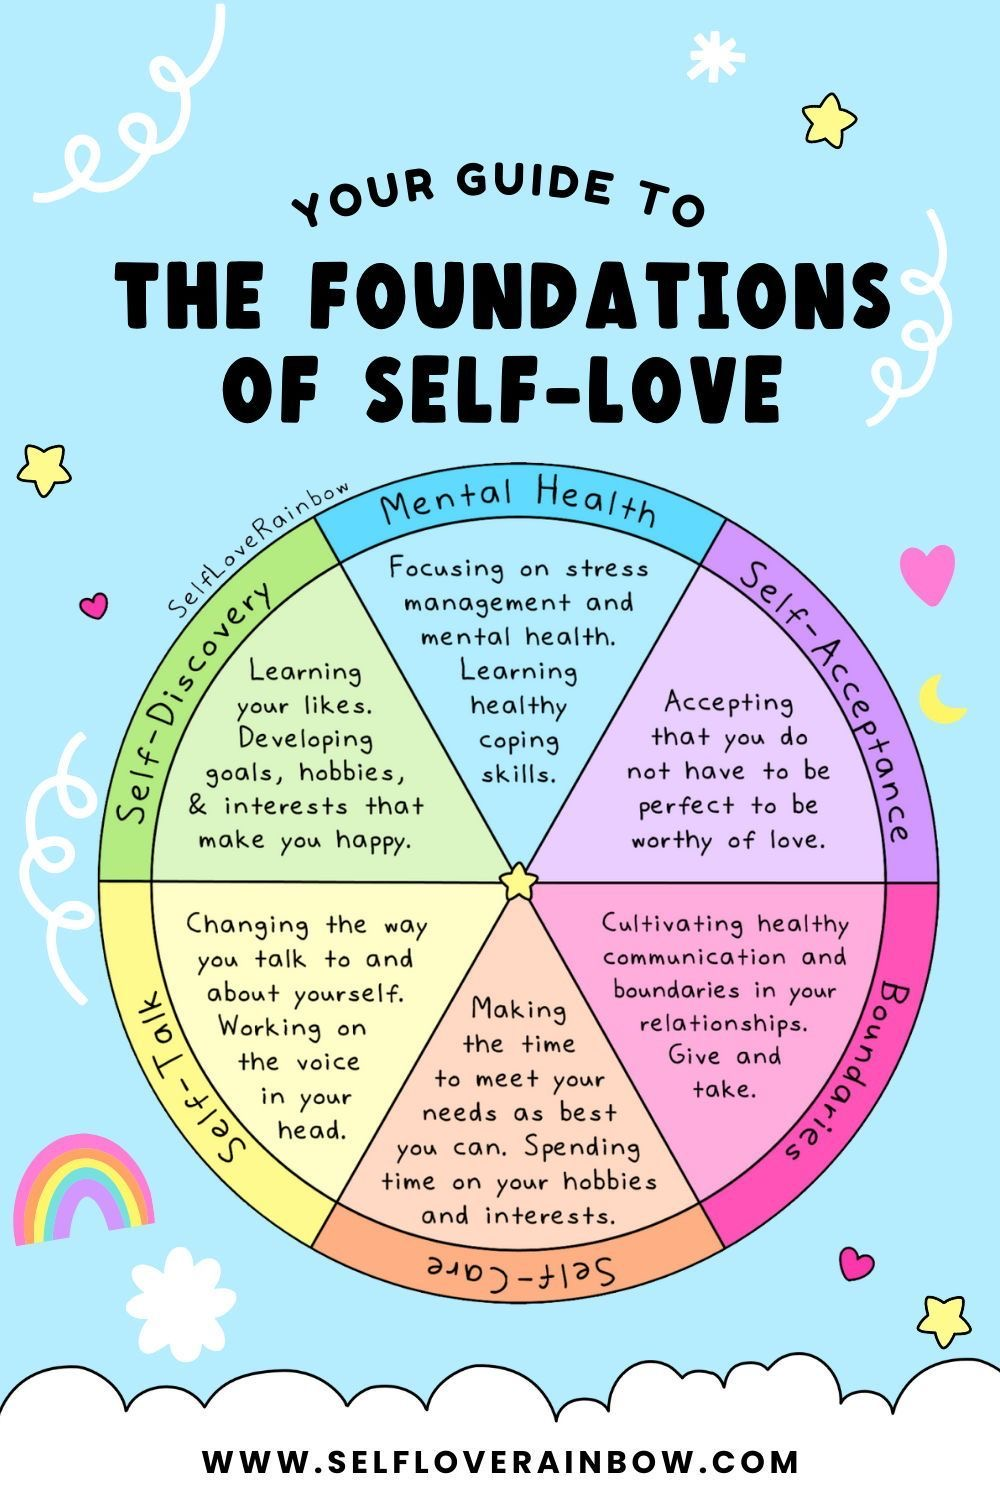 YOUR GUIDE TO
THE FOUNDATIONS
OF SELF-LOVE
SelfLoveRainbow
Mental Health
Focusing on stress
management and
mental health.
Learning
healthy
coping
skills.
Self-Acceptance
Accepting
that you do
not have to be
perfect to be
worthy of love.
Boundaries
Cultivating healthy
communication and
boundaries in your
relationships.
Give and
take.
Self-Care
Making
the time
to meet your
needs as best
you can. Spending
time on your hobbies
and interests.
Self-Talk
Changing the way
you talk to and
about yourself.
Working on
the voice
in your
head.
Self-Discovery
Learning
your likes.
Developing
goals, hobbies,
& interests that
make you happy.
WWW.SELFLOVERAINBOW.COM